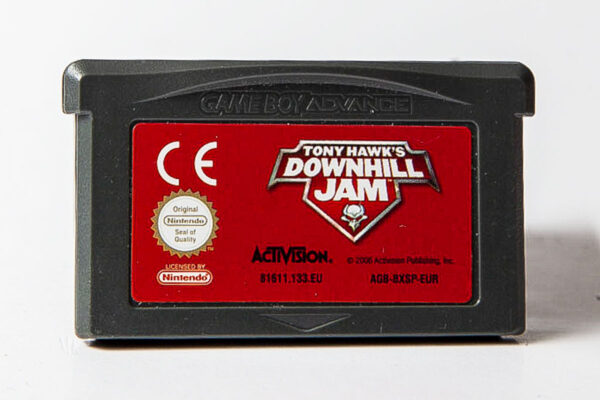 GAME BOY ADVANCE
CE
TONY HAWK'S
DOWNHILL
JAM
Original
Nintendo
Seal of
Quality
TM
LICENSED BY
Nintendo
ACTIVISION.
© 2006 Activision Publishing, Inc.
81611.133.EU
AGB-BXSP-EUR